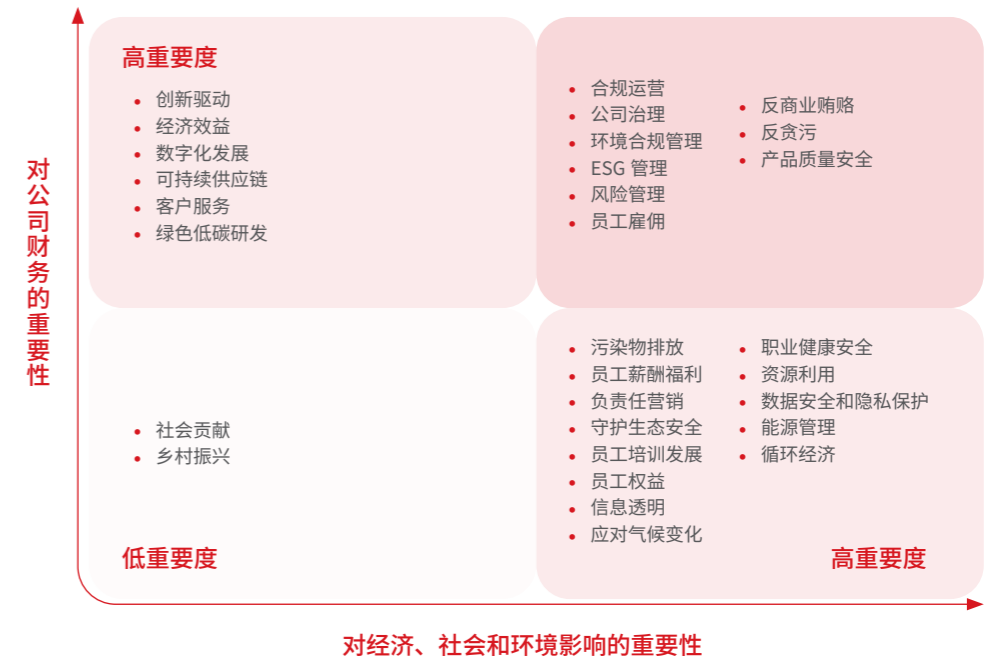 对公司财务的重要性
高重要度
创新驱动
经济效益
数字化发展
可持续供应链
客户服务
绿色低碳研发
合规运营
公司治理
环境合规管理
ESG 管理
风险管理
员工雇佣
反商业贿赂
反贪污
产品质量安全
社会贡献
乡村振兴
低重要度
污染物排放
员工薪酬福利
负责任营销
守护生态安全
员工培训发展
员工权益
信息透明
应对气候变化
职业健康安全
资源利用
数据安全和隐私保护
能源管理
循环经济
高重要度
对经济、社会和环境影响的重要性